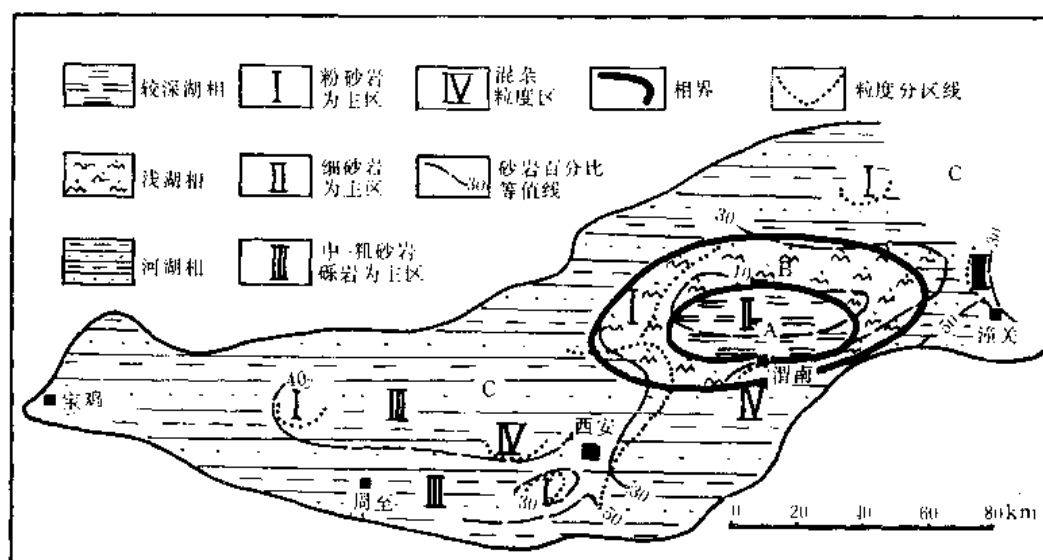 较深湖相
I
粉砂岩
为主区
IV
混杂
粒度区
相界
粒度分区线
浅湖相
II
细砂岩
为主区
30
砂岩百分比
等值线
河湖相
III
中—粗砂岩
砾岩为主区
I
C
30
30
B
10
I
II
A
III
50
潼关
渭南
IV
宝鸡
40
I
III
C
IV
西安
周至
III
30
I
50
30
0 20 40 60 80 km